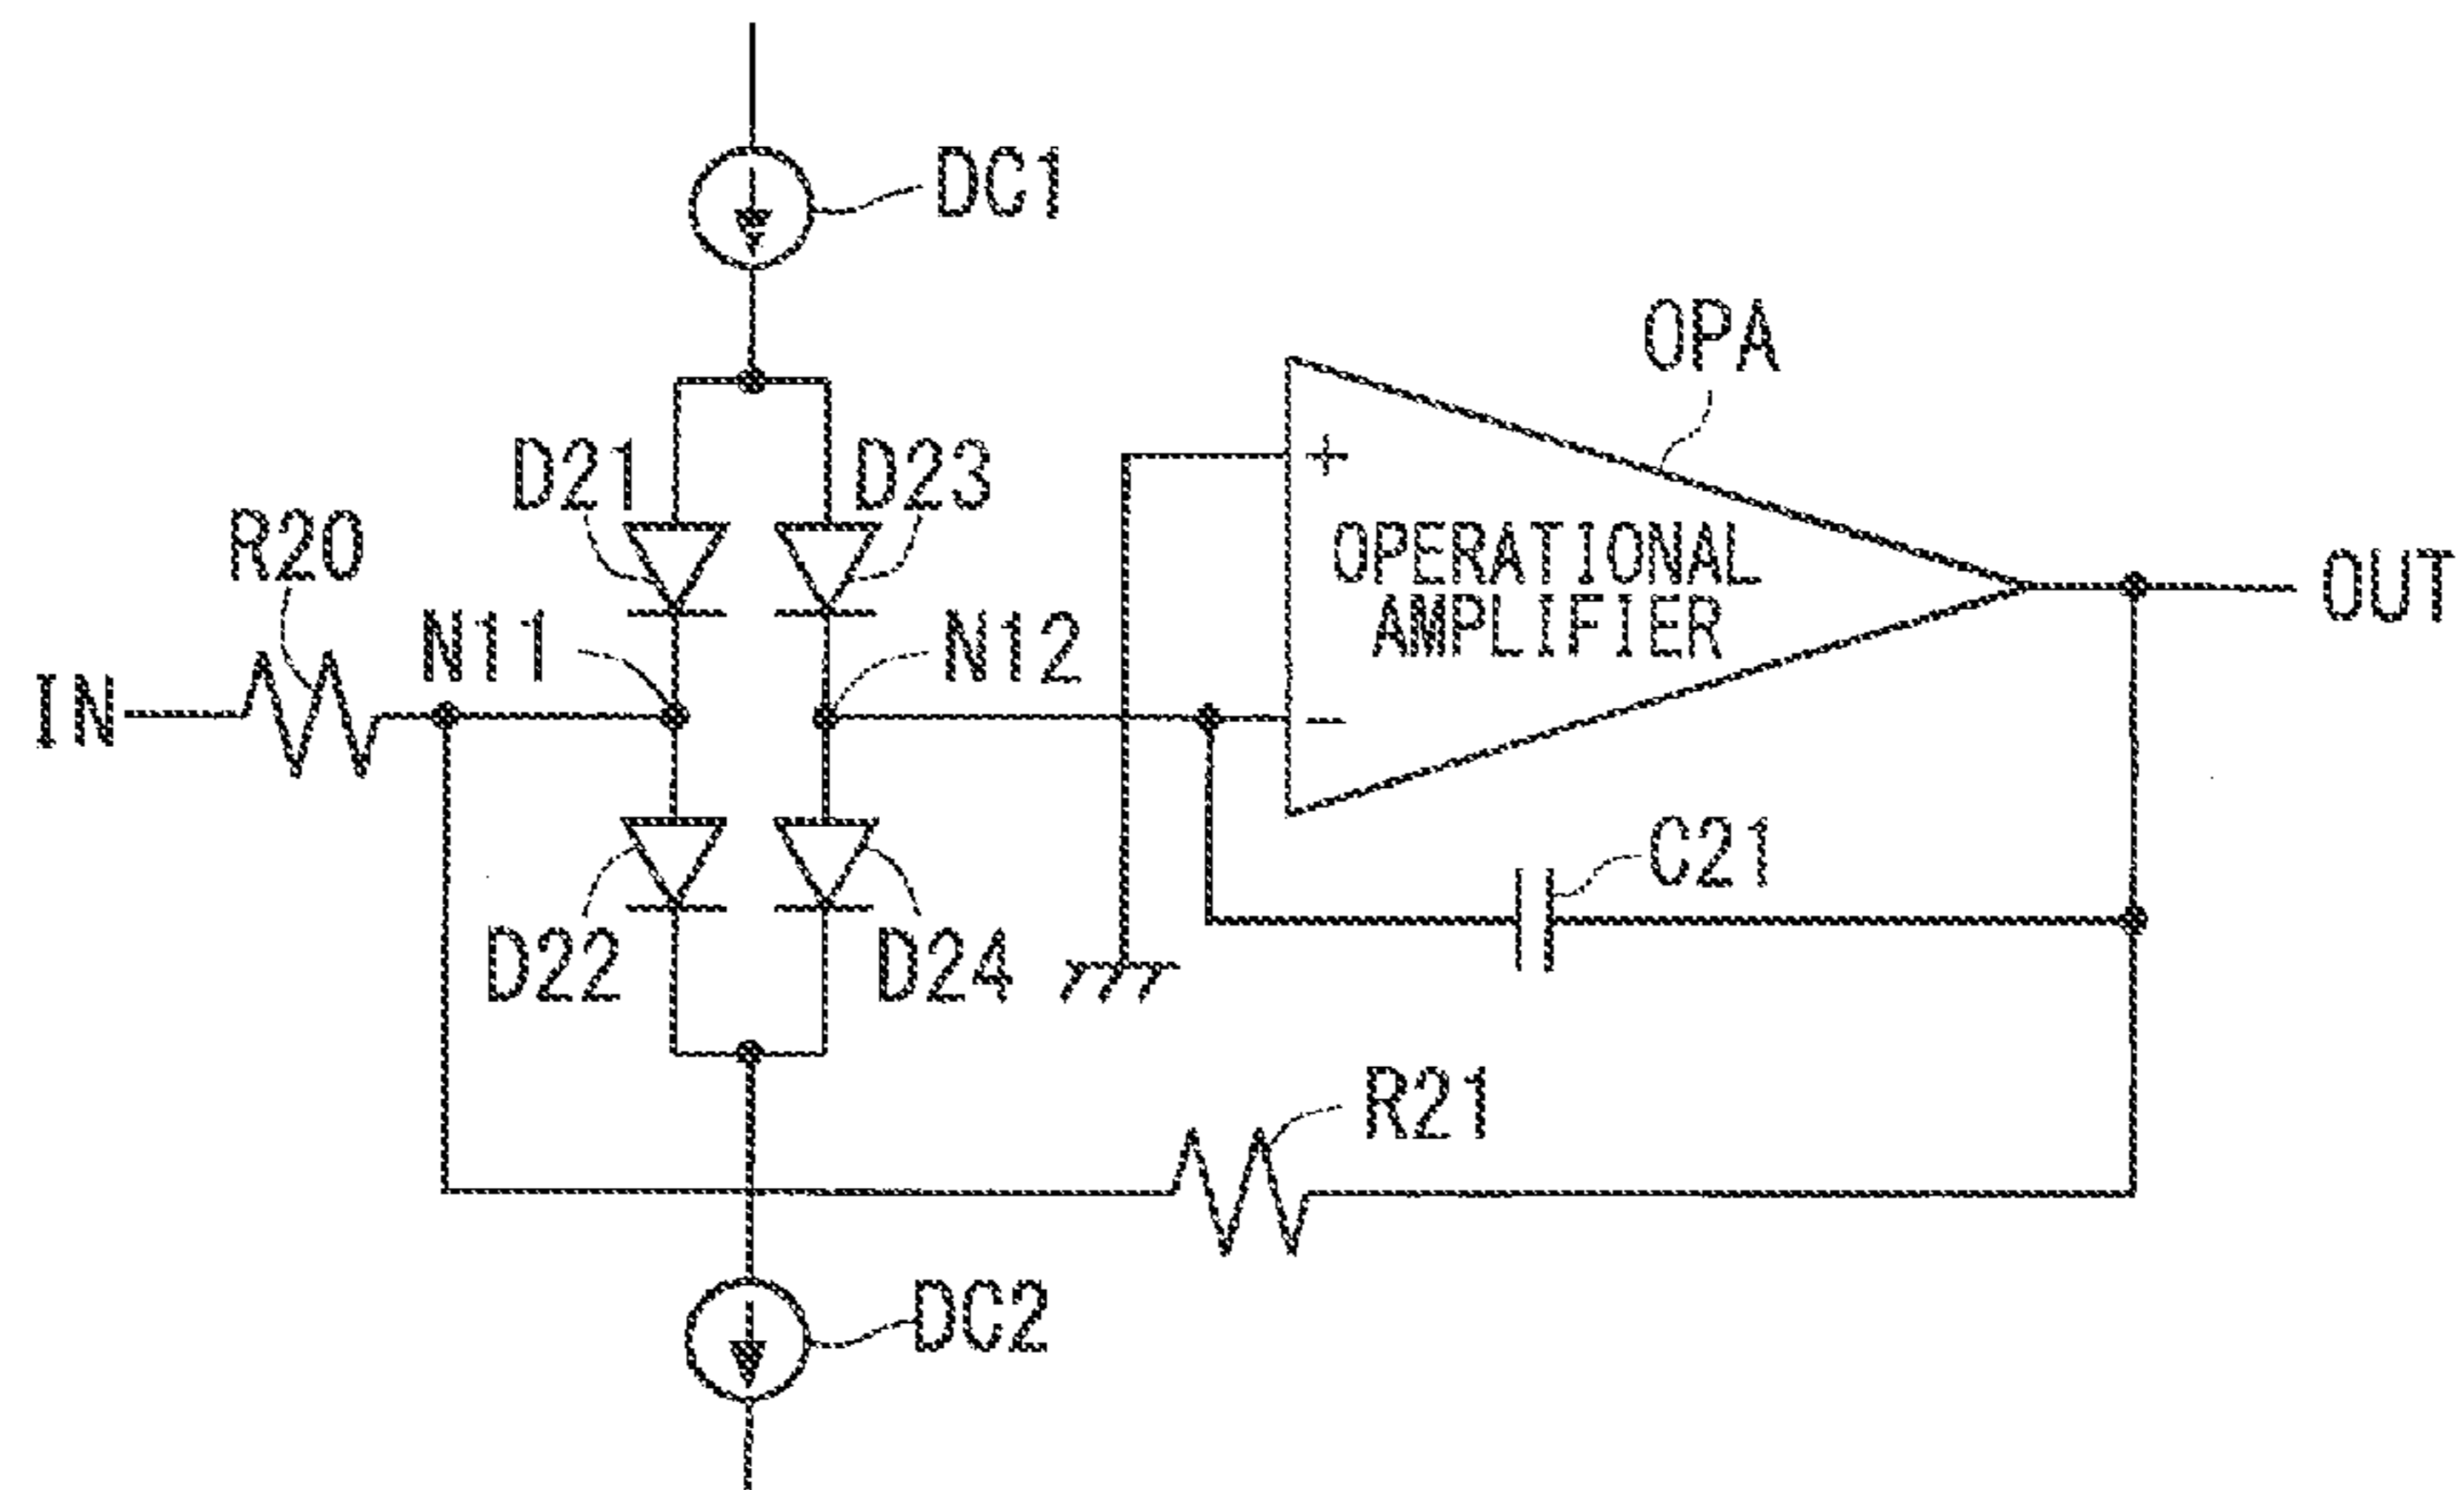 DC1
OPA
D21
D23
R20
+
OPERATIONAL
AMPLIFIER
OUT
N11
N12
IN
−
C21
D22
D24
R21
DC2